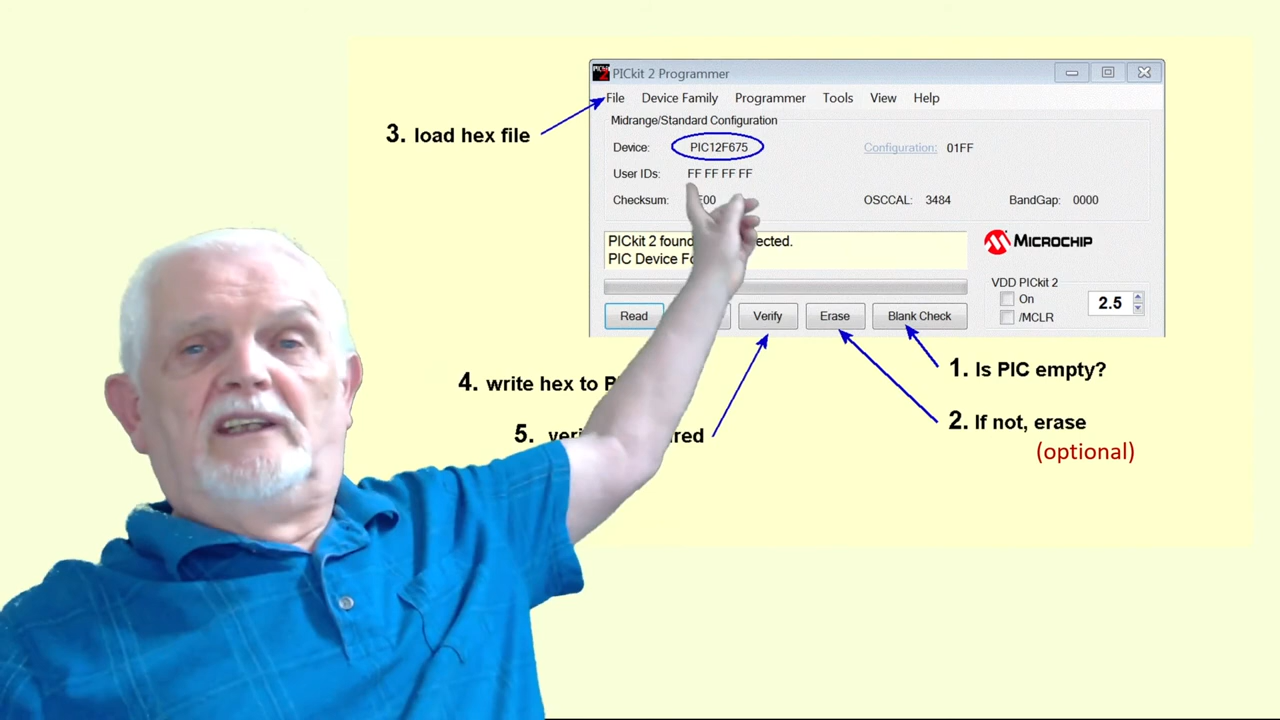 PICkit 2 Programmer
File Device Family Programmer Tools View Help
3. load hex file
Midrange/Standard Configuration
Device: PIC12F675 Configuration: 01FF
User IDs: FF FF FF FF
Checksum: OSCCAL: 3484 BandGap: 0000
PICkit 2 found
MICROCHIP
PIC Device
VDD PICkit 2
On
/MCLR
2.5
Read Verify Erase Blank Check
1. Is PIC empty?
4. write hex to
2. If not, erase
5.
(optional)